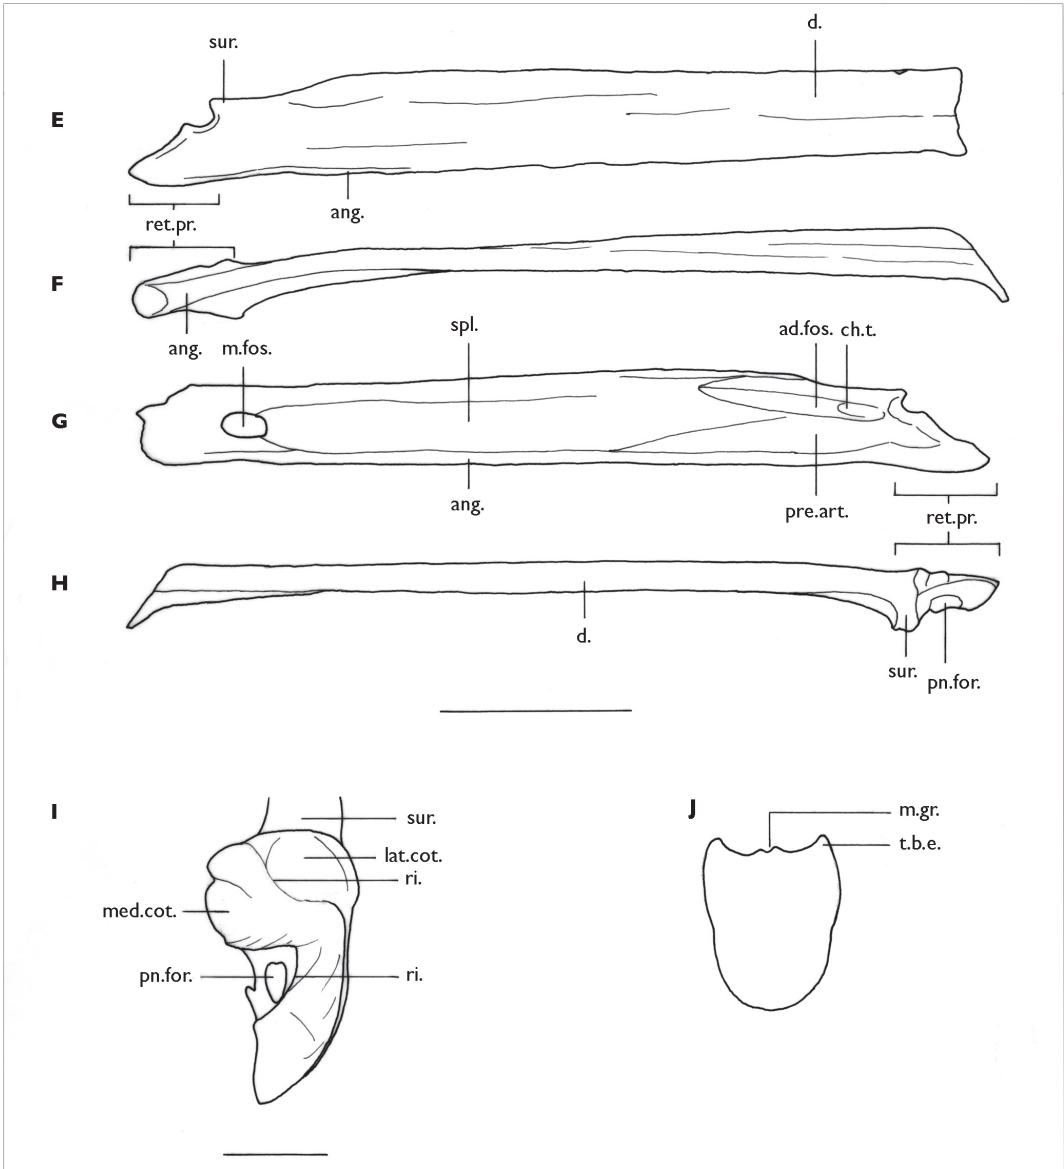 d.
sur.
E
ang.
ret.pr.
F
ang. m.fos. spl. ad.fos. ch.t.
G
ang. pre.art.
ret.pr.
H
d.
sur. pn.for.
I J
m.gr.
sur.
t.b.e.
lat.cot.
ri.
med.cot.
pn.for. ri.